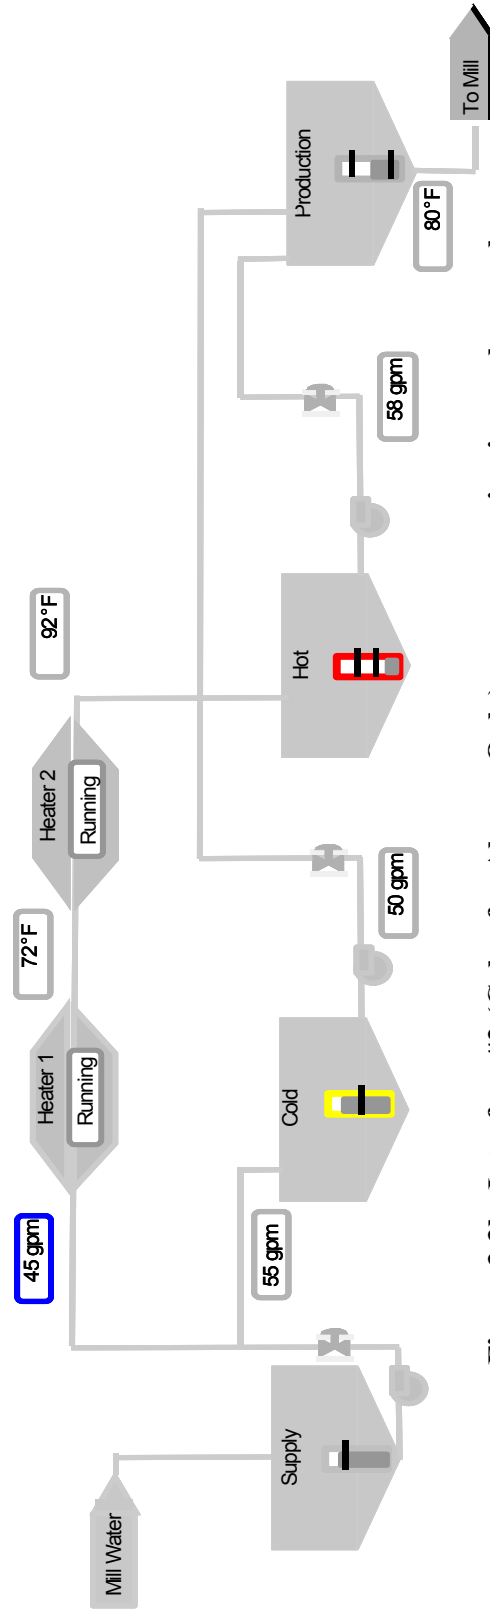 Mill Water
Supply
45 gpm
55 gpm
Heater 1
Running
Cold
72°F
50 gpm
Heater 2
Running
92°F
Hot
58 gpm
Production
80°F
To Mill